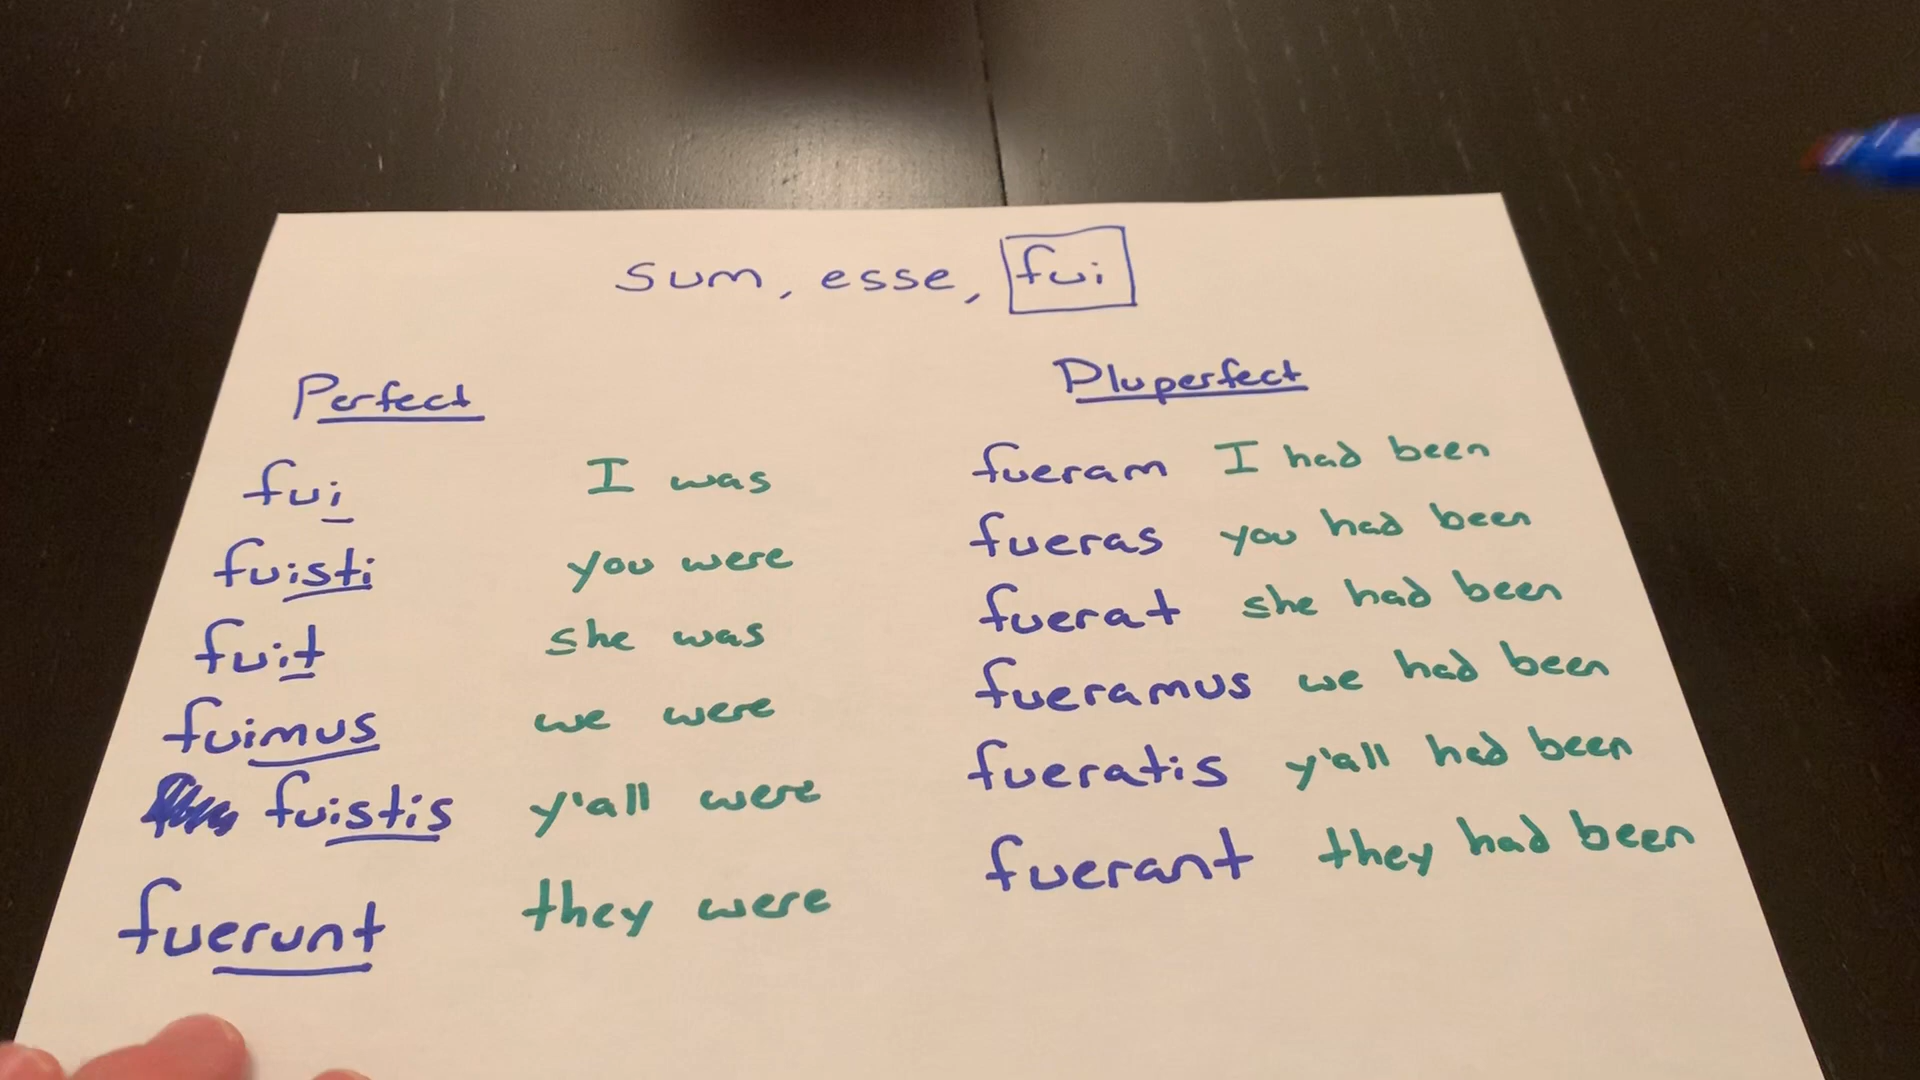 sum, esse, fui
Perfect
fui I was
fuisti you were
fuit she was
fuimus we were
fuistis y'all were
fuerunt they were
Pluperfect
fueram I had been
fueras you had been
fuerat she had been
fueramus we had been
fueratis y'all had been
fuerant they had been